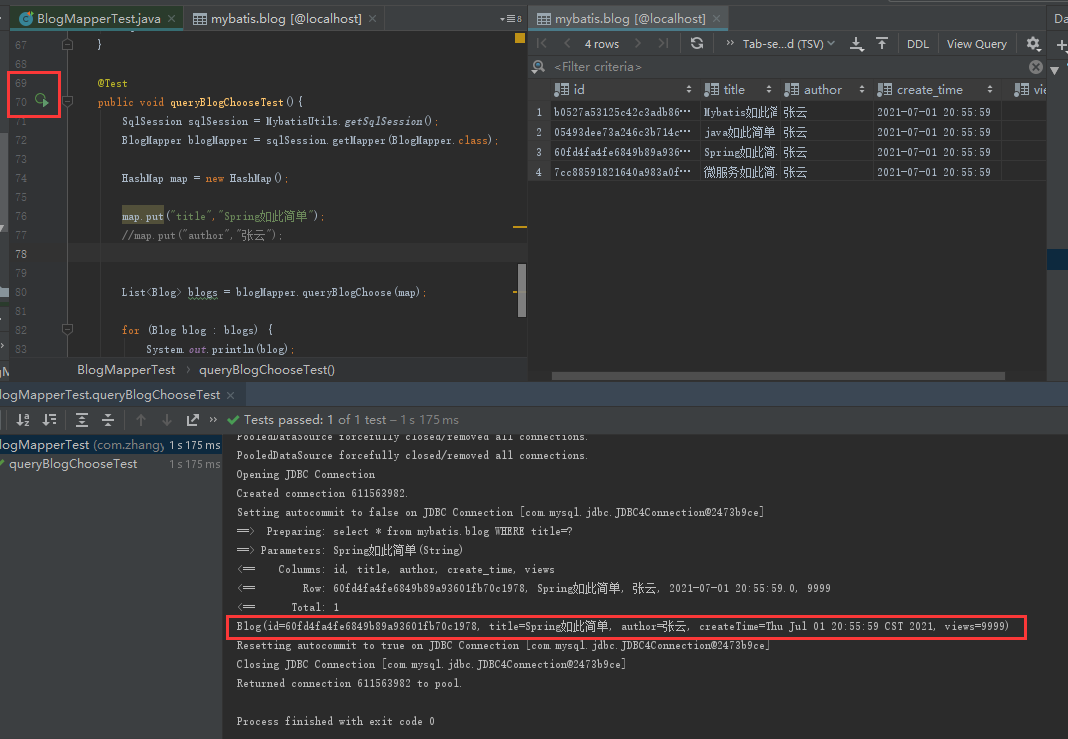 BlogMapperTest.java
mybatis.blog [@localhost]
8
67 }
68
69 @Test
70 public void queryBlogChooseTest(){
71 SqlSession sqlSession = MybatisUtils.getSqlSession();
72 BlogMapper blogMapper = sqlSession.getMapper(BlogMapper.class);
73
74 HashMap map = new HashMap();
75
76 map.put("title","Spring如此简单");
77 //map.put("author","张云");
78
79
80 List<Blog> blogs = blogMapper.queryBlogChoose(map);
81
82 for (Blog blog : blogs) {
83 System.out.println(blog);
BlogMapperTest > queryBlogChooseTest()
mybatis.blog [@localhost]
4 rows >> Tab-se...d (TSV) DDL View Query
<Filter criteria>
id title author create_time vie
1 b0527a53125c42c3adb86... Mybatis如此简 张云 2021-07-01 20:55:59
2 05493dee73a246c3b714c... java如此简单 张云 2021-07-01 20:55:59
3 60fd4fa4fe6849b89a936... Spring如此简. 张云 2021-07-01 20:55:59
4 7cc88591821640a983a0f... 微服务如此简. 张云 2021-07-01 20:55:59
Da
logMapperTest.queryBlogChooseTest
>> Tests passed: 1 of 1 test – 1 s 175 ms
logMapperTest (com.zhangy 1 s 175 ms
queryBlogChooseTest 1 s 175 ms
PooledDataSource forcefully closed/removed all connections.
PooledDataSource forcefully closed/removed all connections.
Opening JDBC Connection
Created connection 611563982.
Setting autocommit to false on JDBC Connection [com.mysql.jdbc.JDBC4Connection@2473b9ce]
==> Preparing: select * from mybatis.blog WHERE title=?
==> Parameters: Spring如此简单(String)
<== Columns: id, title, author, create_time, views
<== Row: 60fd4fa4fe6849b89a93601fb70c1978, Spring如此简单, 张云, 2021-07-01 20:55:59.0, 9999
<== Total: 1
Blog(id=60fd4fa4fe6849b89a93601fb70c1978, title=Spring如此简单, author=张云, createTime=Thu Jul 01 20:55:59 CST 2021, views=9999)
Resetting autocommit to true on JDBC Connection [com.mysql.jdbc.JDBC4Connection@2473b9ce]
Closing JDBC Connection [com.mysql.jdbc.JDBC4Connection@2473b9ce]
Returned connection 611563982 to pool.
Process finished with exit code 0